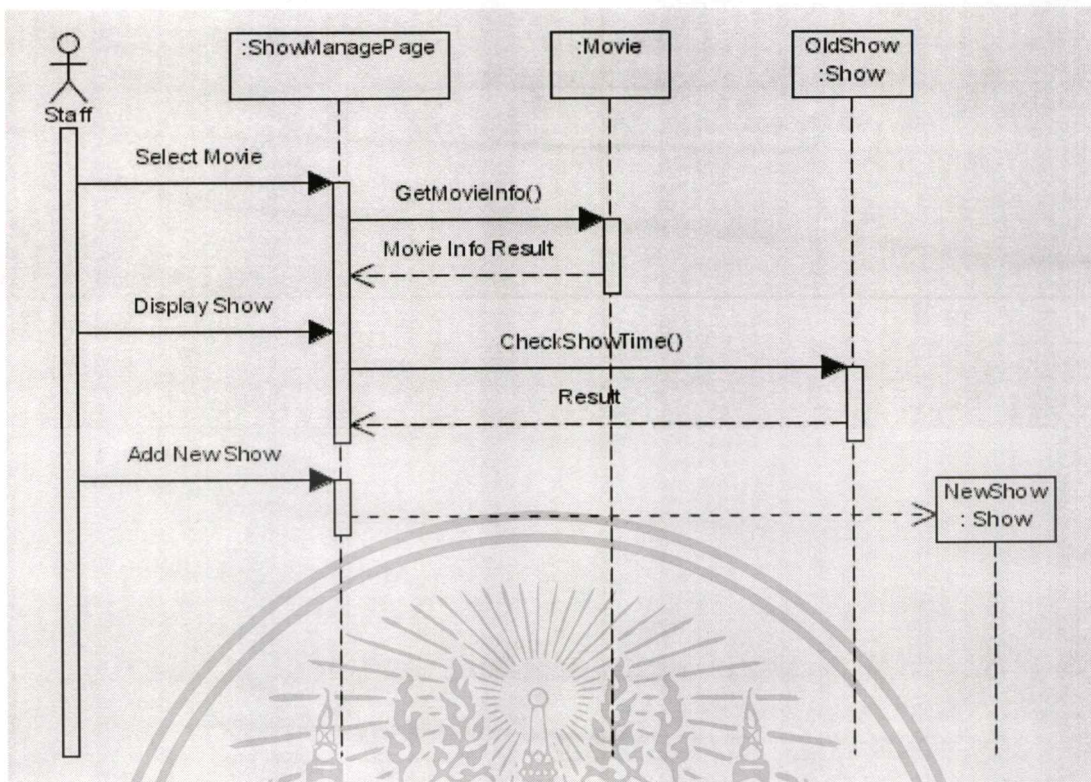 :ShowManagePage
:Movie
OldShow
:Show
Staff
Select Movie
GetMovieInfo()
Movie Info Result
Display Show
CheckShowTime()
Result
Add New Show
NewShow
: Show